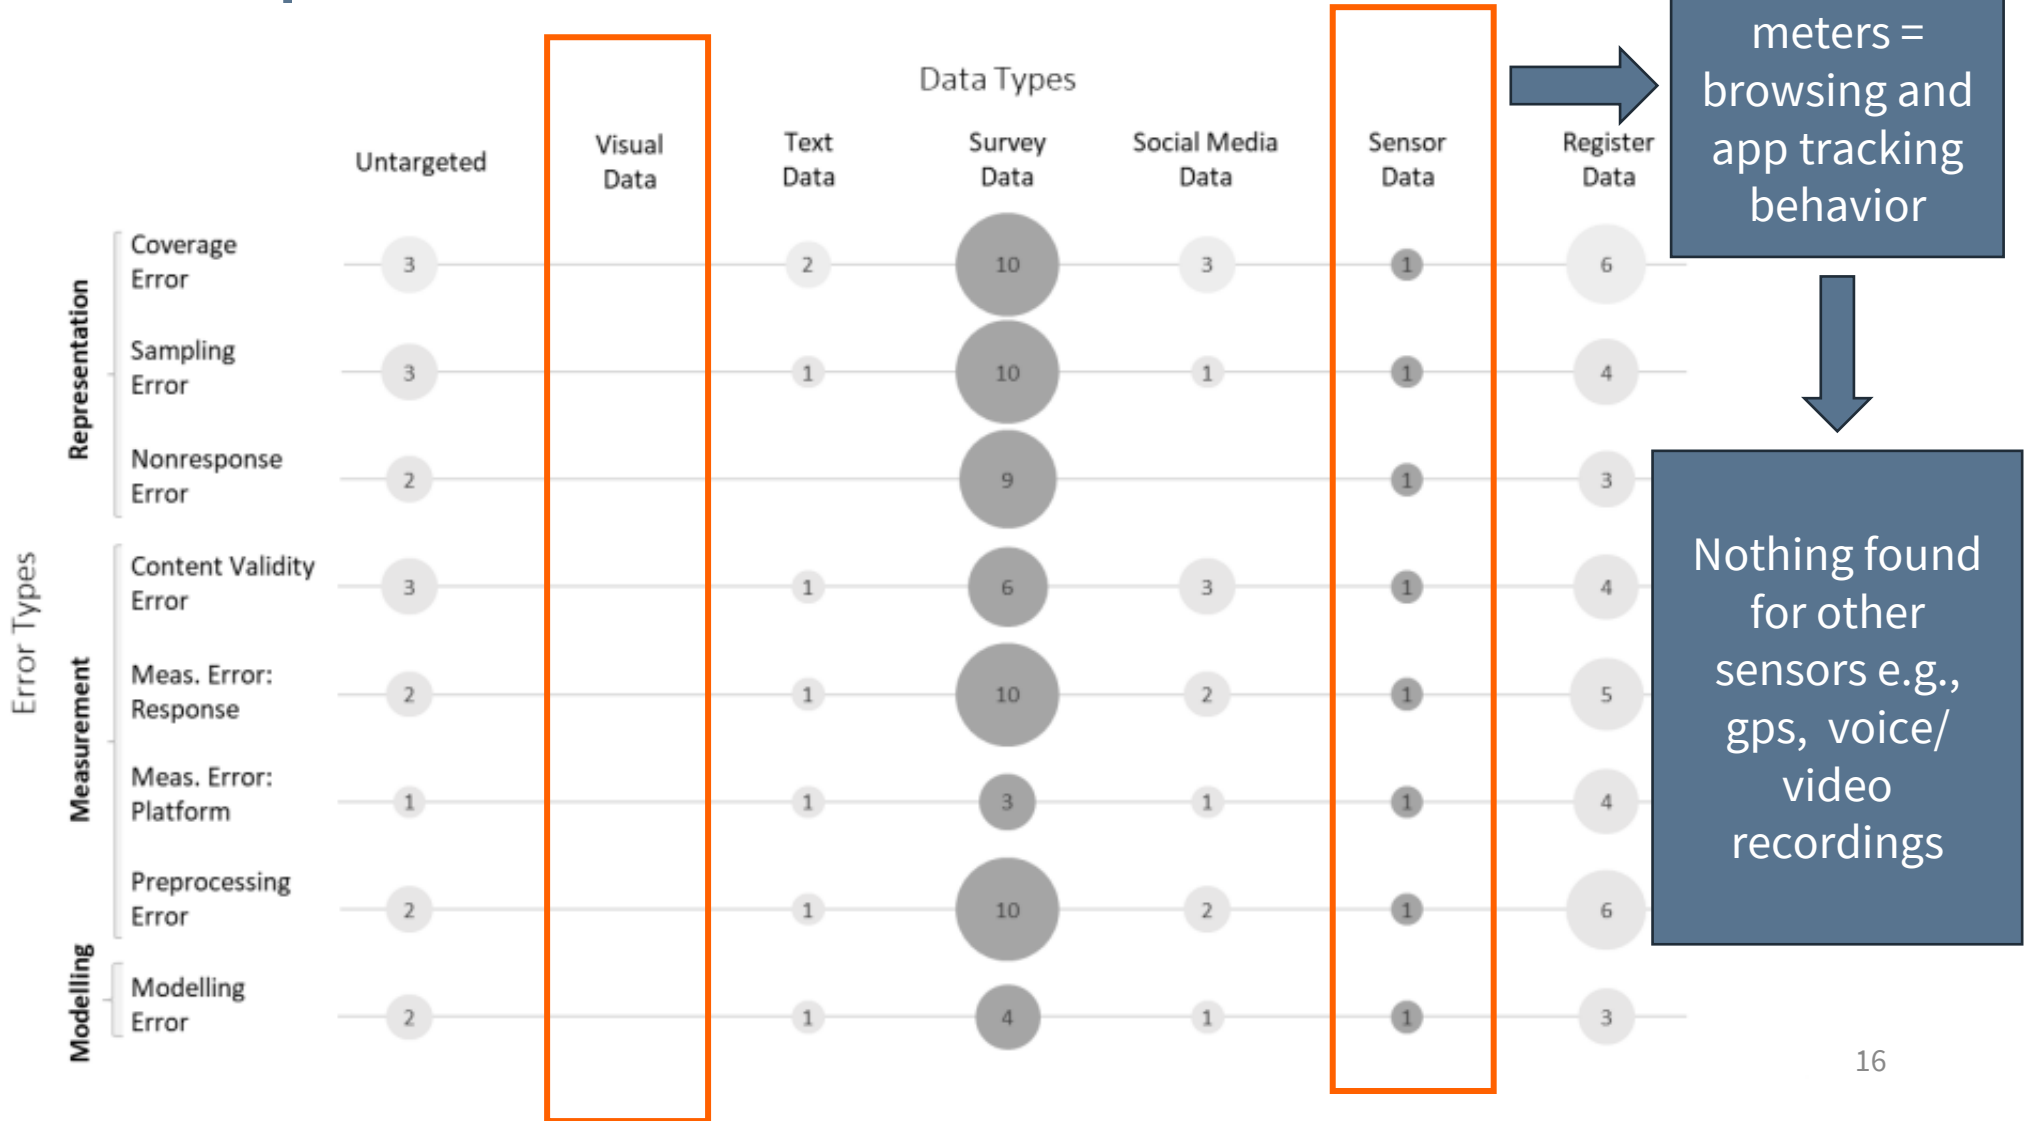 Data Types
Untargeted
Visual
Data
Text
Data
Survey
Data
Social Media
Data
Sensor
Data
Register
Data
Error Types
Representation
Coverage
Error
3
2
10
3
1
6
Sampling
Error
3
1
10
1
1
4
Nonresponse
Error
2
9
1
3
Measurement
Content Validity
Error
3
1
6
3
1
4
Meas. Error:
Response
2
1
10
2
1
5
Meas. Error:
Platform
1
1
3
1
1
4
Preprocessing
Error
2
1
10
2
1
6
Modelling
Modelling
Error
2
1
4
1
1
3
meters =
browsing and
app tracking
behavior
Nothing found
for other
sensors e.g.,
gps, voice/
video
recordings
16